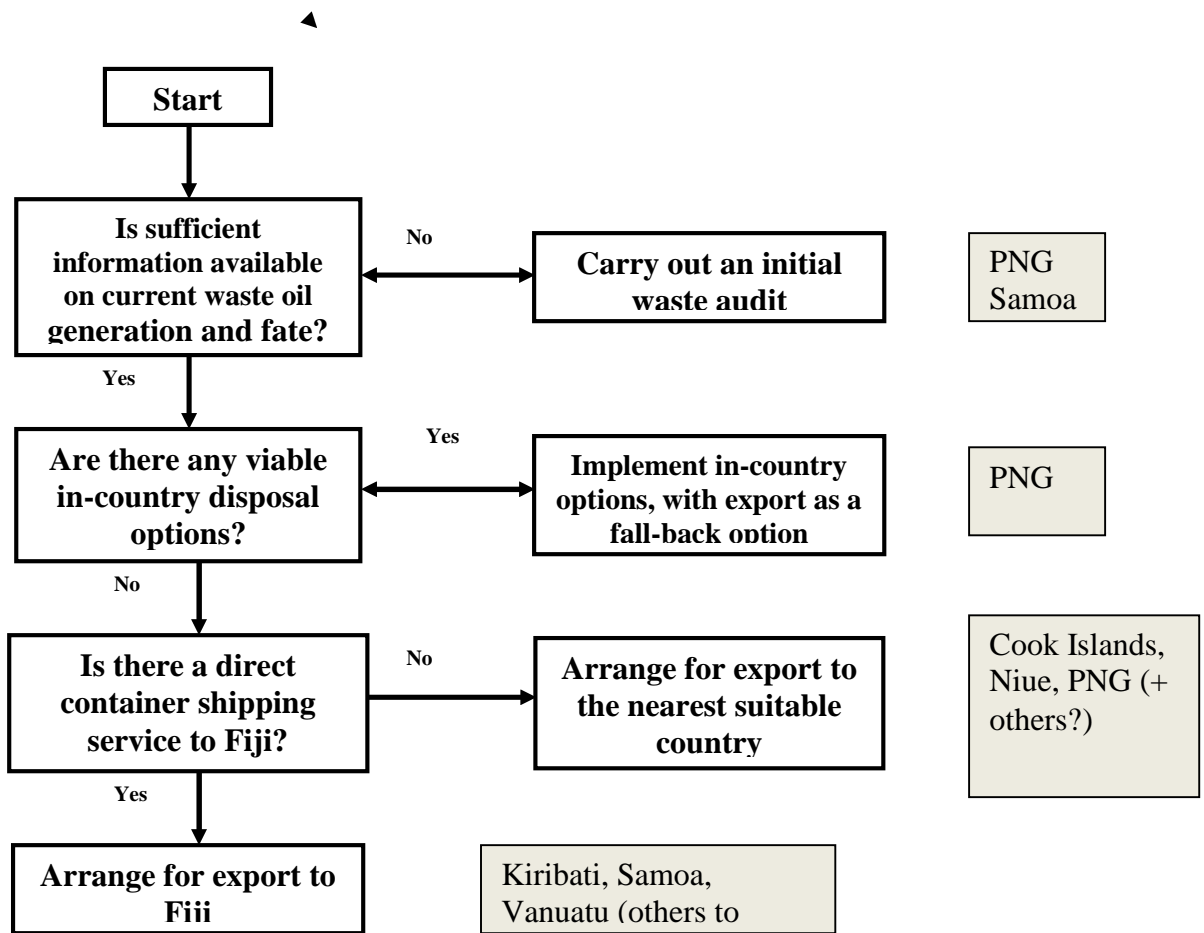 Start
Is sufficient
information available
on current waste oil
generation and fate?
No
Carry out an initial
waste audit
PNG
Samoa
Yes
Are there any viable
in-country disposal
options?
Yes
Implement in-country
options, with export as a
fall-back option
PNG
No
Is there a direct
container shipping
service to Fiji?
No
Arrange for export to
the nearest suitable
country
Cook Islands,
Niue, PNG (+
others?)
Yes
Arrange for export to
Fiji
Kiribati, Samoa,
Vanuatu (others to